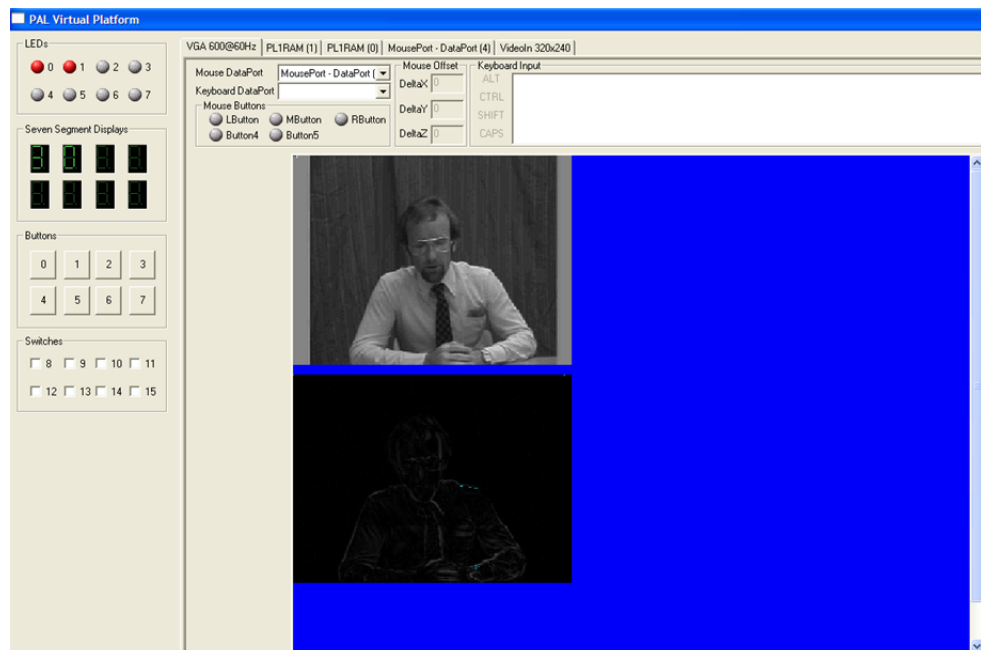 PAL Virtual Platform
LEDs
0 1 2 3
4 5 6 7
Seven Segment Displays
3 0
Buttons
0 1 2 3
4 5 6 7
Switches
8 9 10 11
12 13 14 15
VGA 600@60Hz PL1RAM (1) PL1RAM (0) MousePort - DataPort (4) VideoIn 320x240
Mouse DataPort MousePort - DataPort (
Keyboard DataPort
Mouse Buttons
LButton MButton RButton
Button4 Button5
Mouse Offset
DeltaX 0
DeltaY 0
DeltaZ 0
Keyboard Input
ALT
CTRL
SHIFT
CAPS